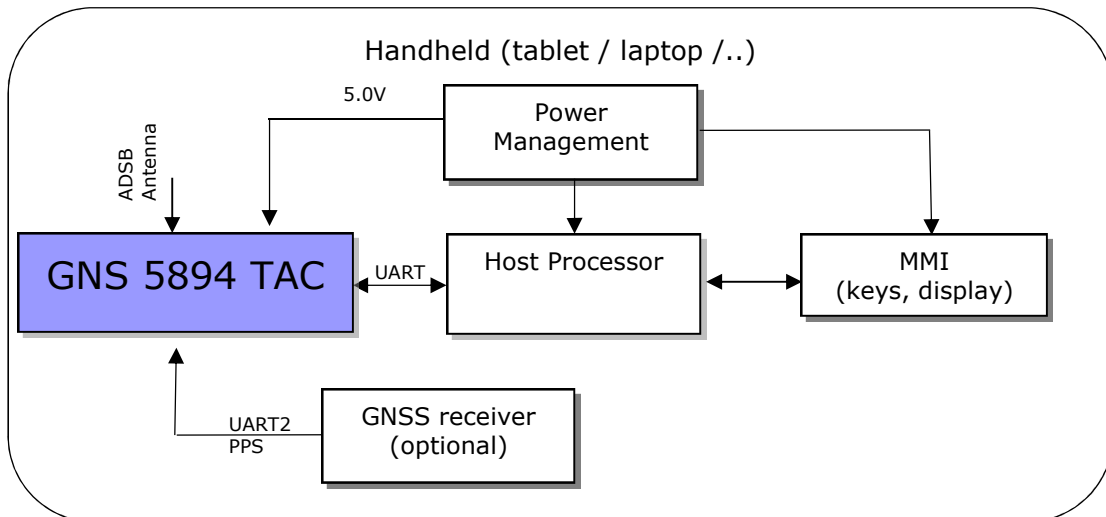 Handheld (tablet / laptop /..)
5.0V
Power
Management
ADSB
Antenna
GNS 5894 TAC
UART
Host Processor
MMI
(keys, display)
UART2
PPS
GNSS receiver
(optional)